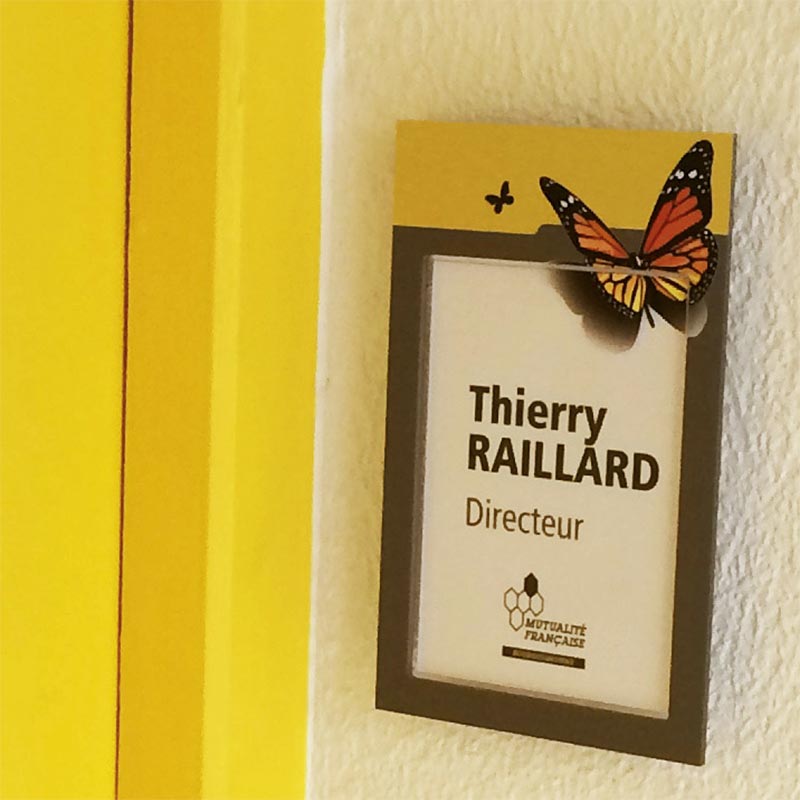 Thierry
RAILLARD
Directeur
MUTUALITÉ
FRANÇAISE